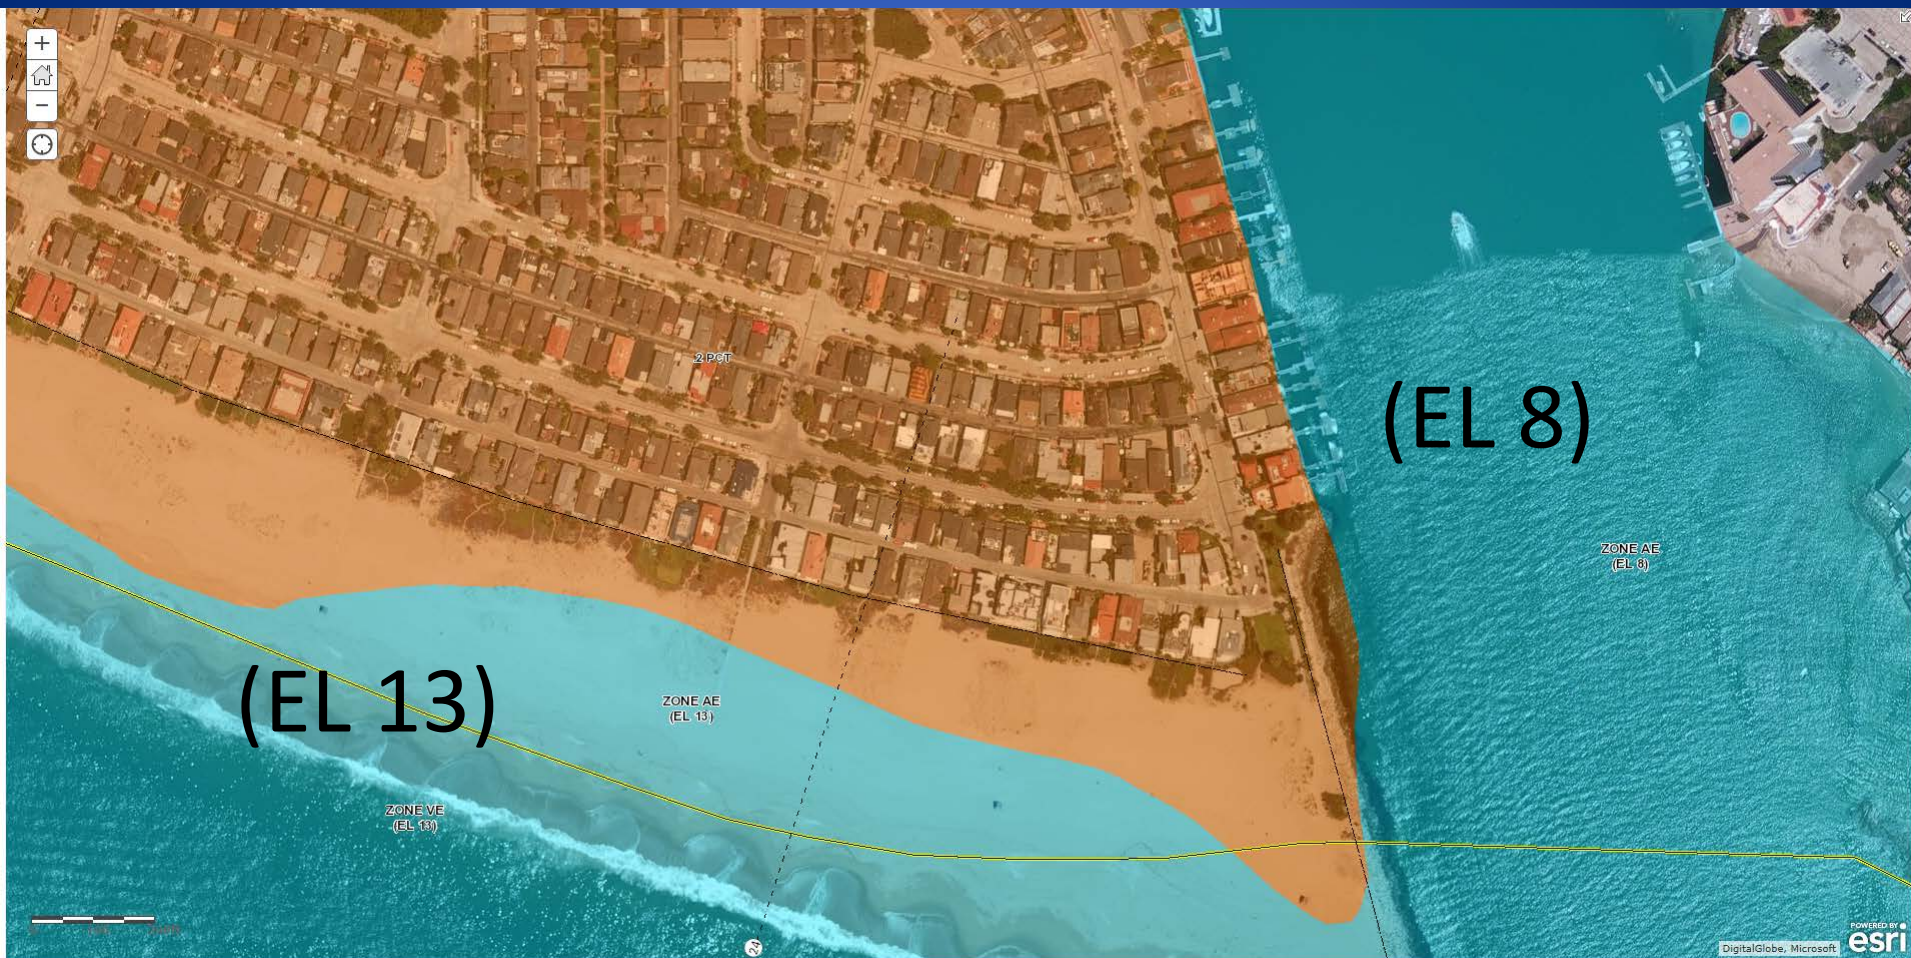 +
−
2 PCT
(EL 8)
ZONE AE
(EL 8)
(EL 13)
ZONE AE
(EL 13)
ZONE VE
(EL 13)
24
POWERED BY
esri
DigitalGlobe, Microsoft